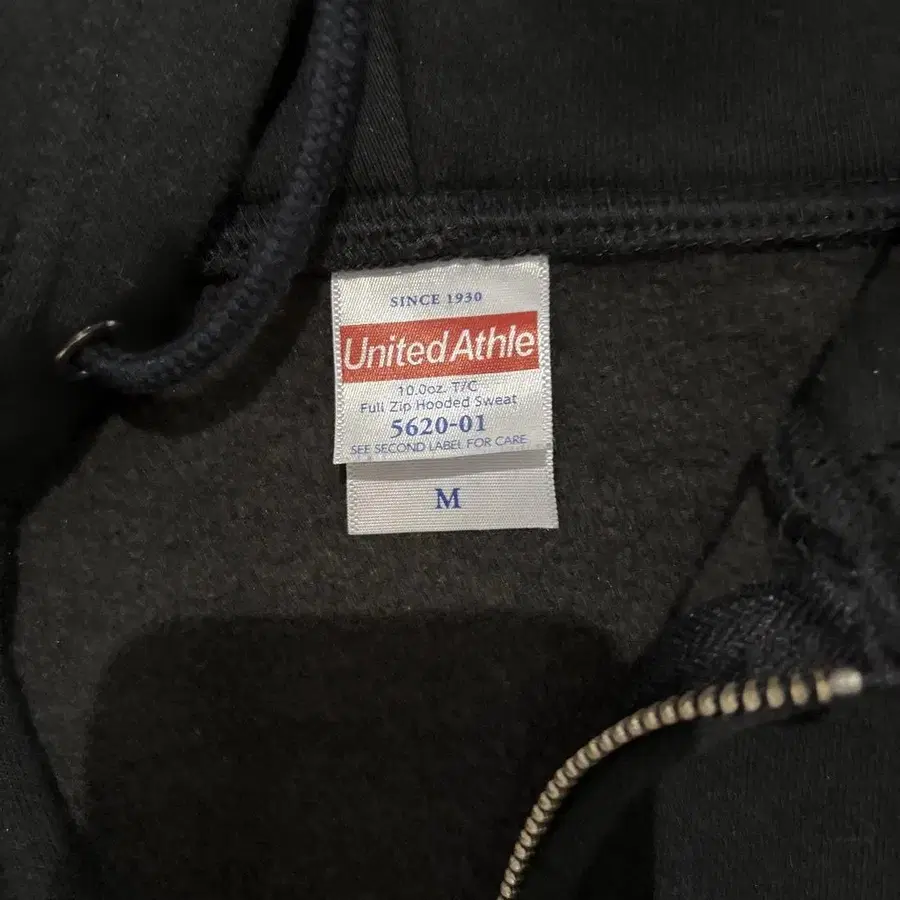 SINCE 1930
United Athle
10.0oz. T/C
Full Zip Hooded Sweat
5620-01
SEE SECOND LABEL FOR CARE
M